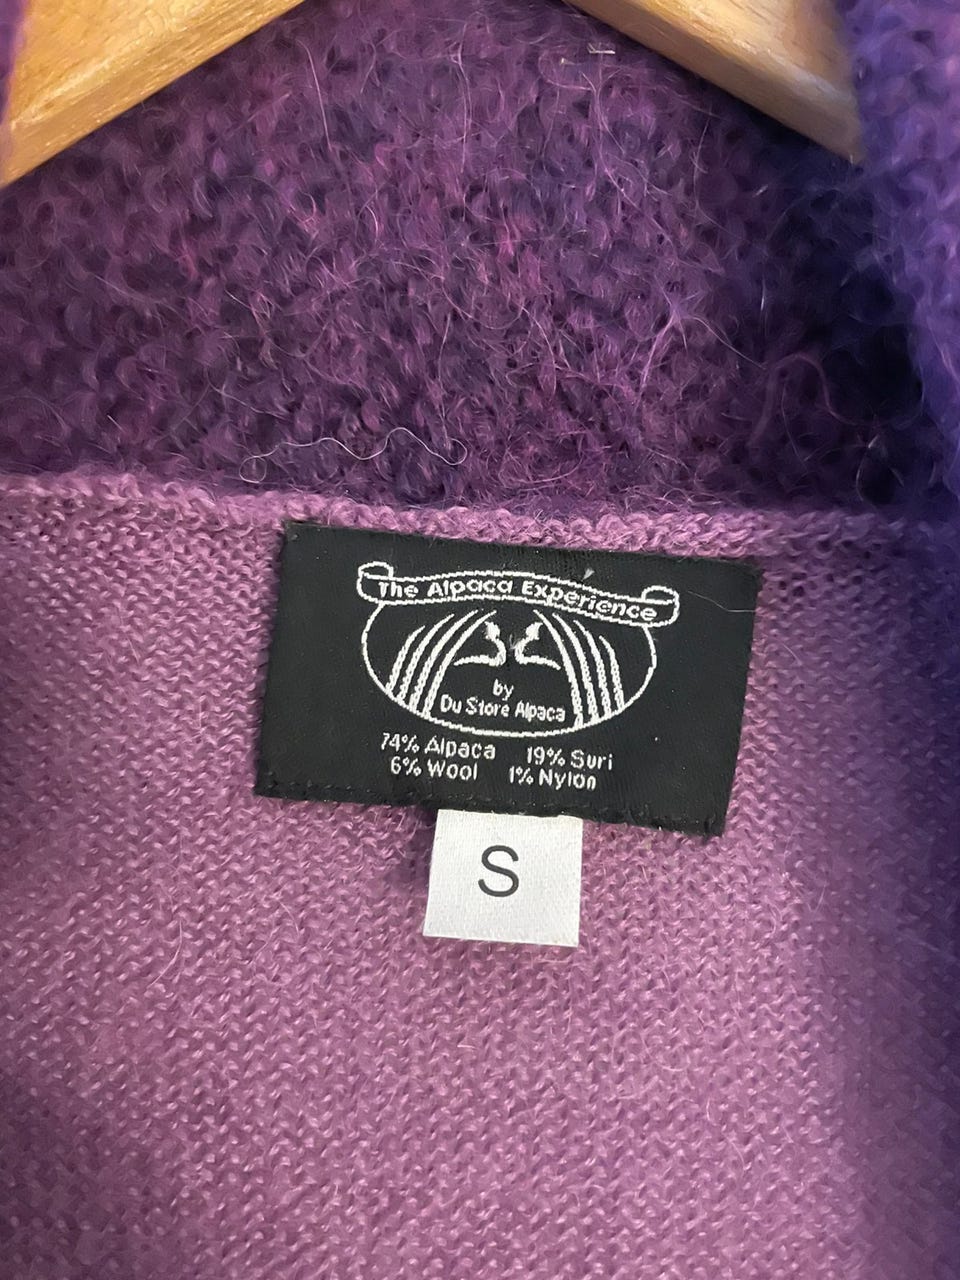 The Alpaca Experience
by
Du Store Alpaca
74% Alpaca 19% Suri
6% Wool 1% Nylon
S